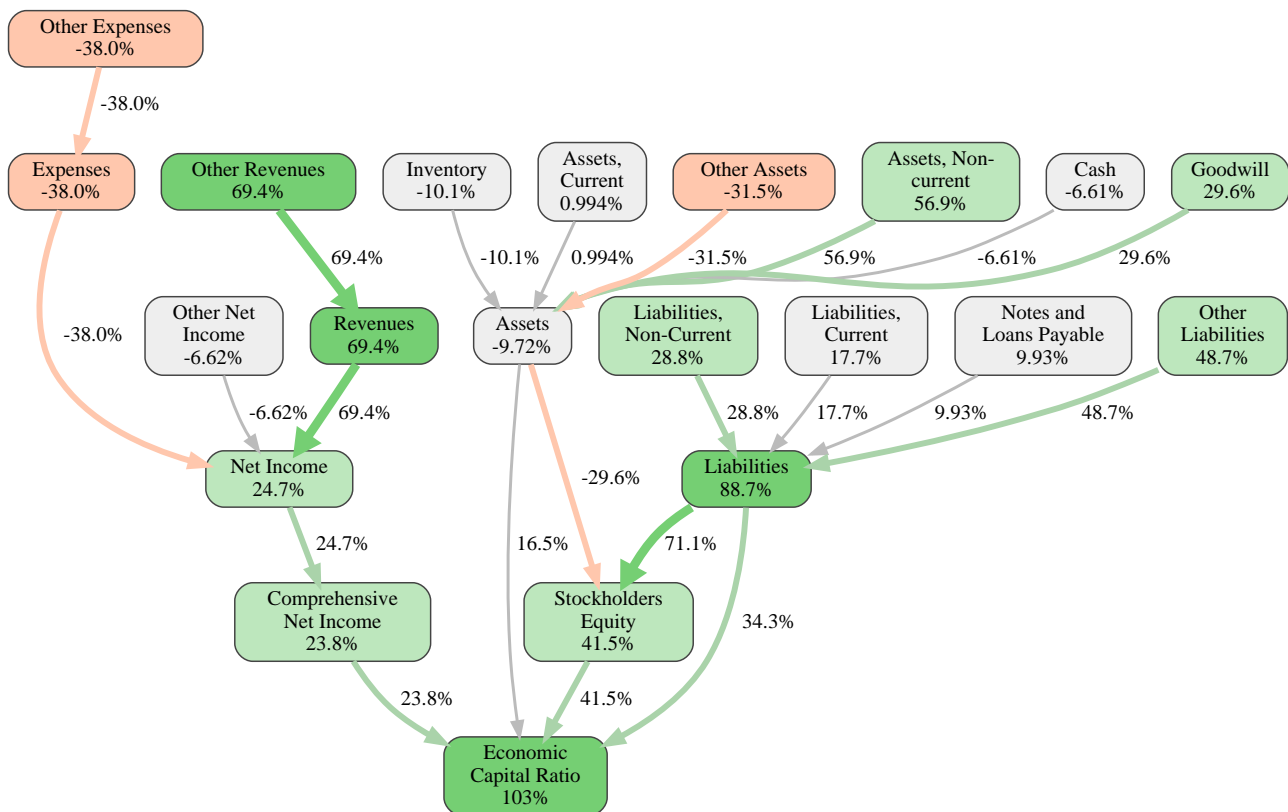 Other Expenses
-38.0%
-38.0%
Expenses
-38.0%
Other Revenues
69.4%
Inventory
-10.1%
Assets,
Current
0.994%
Other Assets
-31.5%
Assets, Non-
current
56.9%
Cash
-6.61%
Goodwill
29.6%
69.4%
-10.1%
0.994%
-31.5%
56.9%
-6.61%
29.6%
Other Net
Income
-6.62%
Revenues
69.4%
Assets
-9.72%
Liabilities,
Non-Current
28.8%
Liabilities,
Current
17.7%
Notes and
Loans Payable
9.93%
Other
Liabilities
48.7%
-38.0%
-6.62%
69.4%
28.8%
17.7%
9.93%
48.7%
Net Income
24.7%
-29.6%
Liabilities
88.7%
24.7%
16.5%
71.1%
Comprehensive
Net Income
23.8%
Stockholders
Equity
41.5%
34.3%
23.8%
41.5%
Economic
Capital Ratio
103%